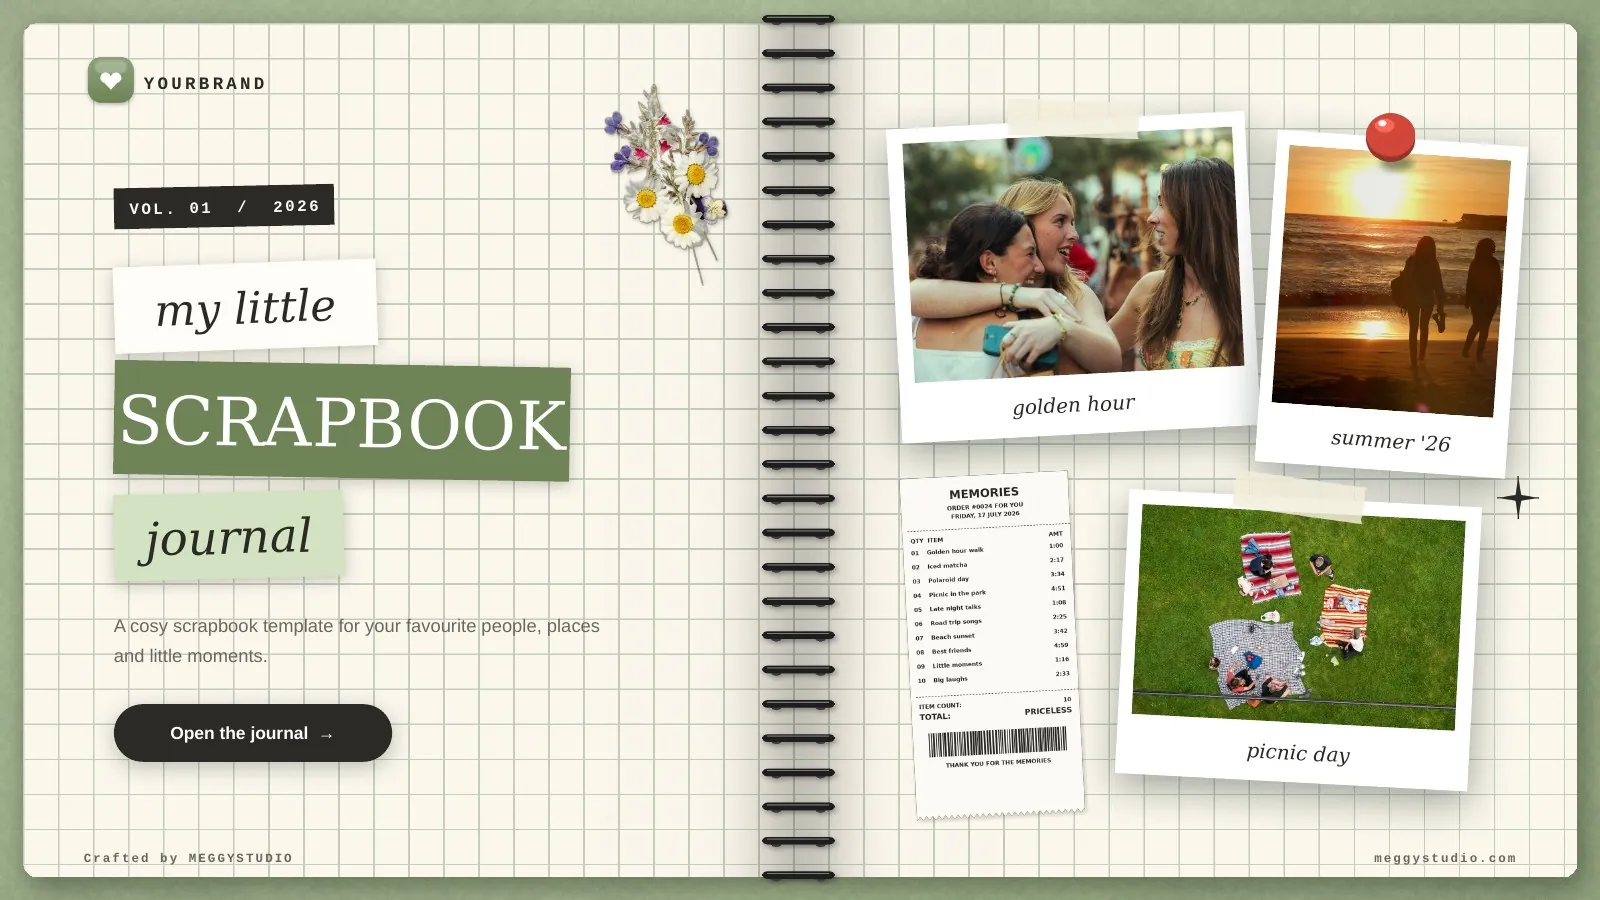 YOURBRAND
VOL. 01 / 2026
my little
SCRAPBOOK
journal
A cosy scrapbook template for your favourite people, places
and little moments.
Open the journal →
Crafted by MEGGYSTUDIO
golden hour
summer '26
MEMORIES
ORDER #0024 FOR YOU
FRIDAY, 17 JULY 2026
QTY ITEM AMT
01 Golden hour walk 1:00
02 Iced matcha 2:17
03 Polaroid day 3:34
04 Picnic in the park 4:51
05 Late night talks 1:08
06 Road trip songs 2:25
07 Beach sunset 3:42
08 Best friends 4:59
09 Little moments 1:16
10 Big laughs 2:33
ITEM COUNT: 10
TOTAL: PRICELESS
THANK YOU FOR THE MEMORIES
picnic day
meggystudio.com